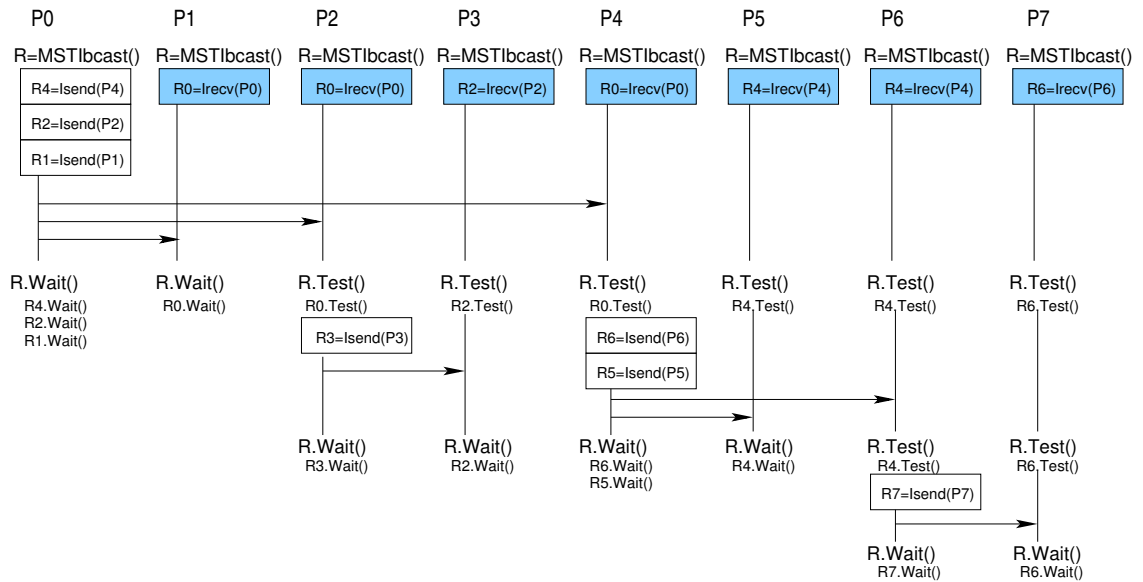 P0 P1 P2 P3 P4 P5 P6 P7
R=MSTIbcast() R=MSTIbcast() R=MSTIbcast() R=MSTIbcast() R=MSTIbcast() R=MSTIbcast() R=MSTIbcast() R=MSTIbcast()
R4=Isend(P4) R0=Irecv(P0) R0=Irecv(P0) R2=Irecv(P2) R0=Irecv(P0) R4=Irecv(P4) R4=Irecv(P4) R6=Irecv(P6)
R2=Isend(P2)
R1=Isend(P1)
R.Wait() R.Wait() R.Test() R.Test() R.Test() R.Test() R.Test() R.Test()
R4.Wait() R0.Wait() R0.Test() R2.Test() R0.Test() R4.Test() R4.Test() R6.Test()
R2.Wait()
R1.Wait() R3=Isend(P3) R6=Isend(P6)
R5=Isend(P5)
R.Wait() R.Wait() R.Wait() R.Wait() R.Test() R.Test()
R3.Wait() R2.Wait() R6.Wait() R4.Wait() R4.Test() R6.Test()
R5.Wait()
R7=Isend(P7)
R.Wait() R.Wait()
R7.Wait() R6.Wait()